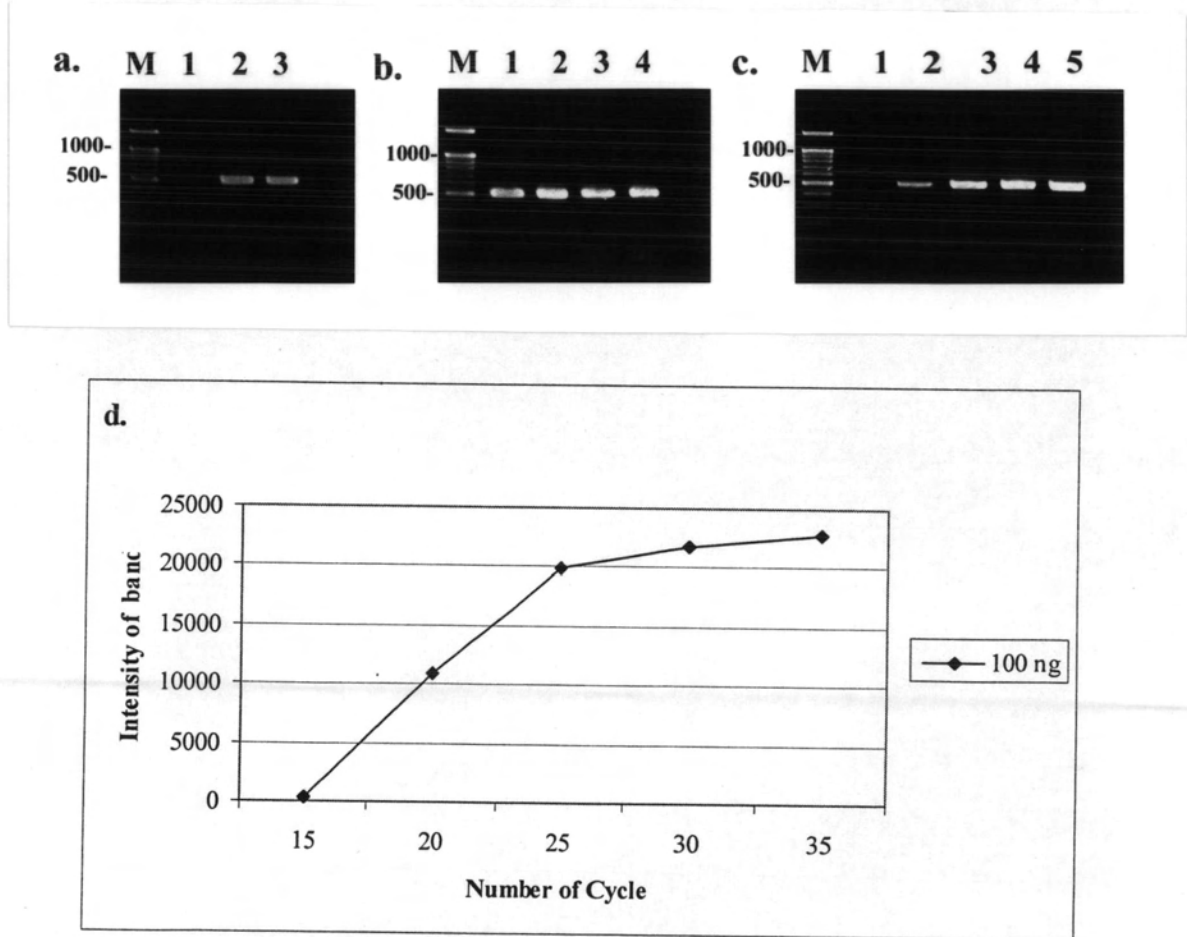 a. M 1 2 3
1000-
500-
b. M 1 2 3 4
1000-
500-
c. M 1 2 3 4 5
1000-
500-
d.
25000
20000
15000
10000
5000
0
Intensity of banc
15 20 25 30 35
Number of Cycle
100 ng